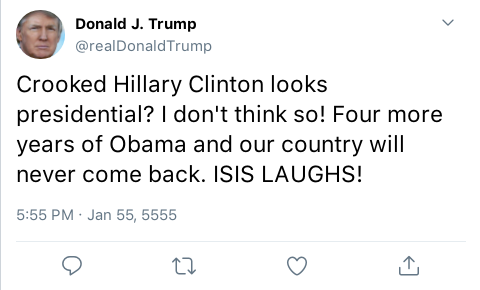 Donald J. Trump
@realDonaldTrump
Crooked Hillary Clinton looks
presidential? I don't think so! Four more
years of Obama and our country will
never come back. ISIS LAUGHS!
5:55 PM · Jan 55, 5555